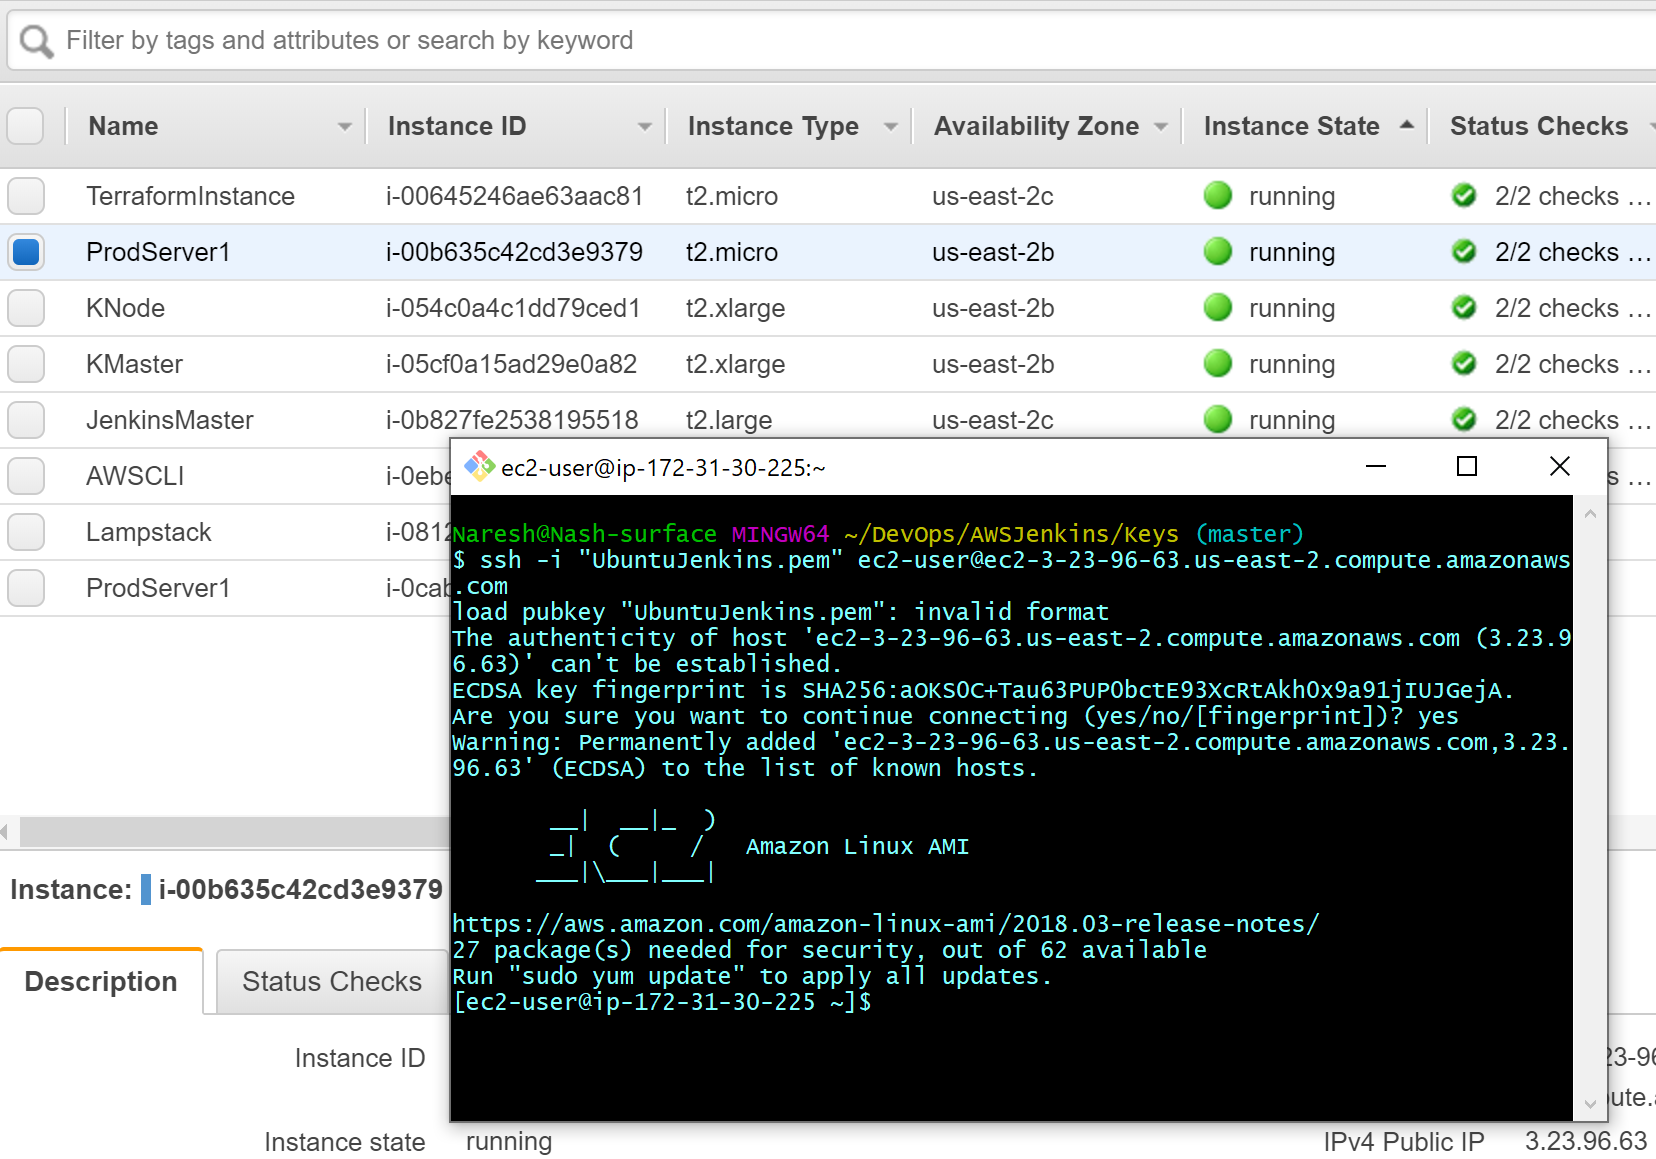 Filter by tags and attributes or search by keyword
Name Instance ID Instance Type Availability Zone Instance State Status Checks
TerraformInstance i-00645246ae63aac81 t2.micro us-east-2c running 2/2 checks …
ProdServer1 i-00b635c42cd3e9379 t2.micro us-east-2b running 2/2 checks …
KNode i-054c0a4c1dd79ced1 t2.xlarge us-east-2b running 2/2 checks …
KMaster i-05cf0a15ad29e0a82 t2.xlarge us-east-2b running 2/2 checks …
JenkinsMaster i-0b827fe2538195518 t2.large us-east-2c running 2/2 checks …
AWSCLI i-0ebe s …
Lampstack i-0812
ProdServer1 i-0cab
ec2-user@ip-172-31-30-225:~
Naresh@Nash-surface MINGW64 ~/DevOps/AWSJenkins/Keys (master)
$ ssh -i "UbuntuJenkins.pem" ec2-user@ec2-3-23-96-63.us-east-2.compute.amazonaws
.com
load pubkey "UbuntuJenkins.pem": invalid format
The authenticity of host 'ec2-3-23-96-63.us-east-2.compute.amazonaws.com (3.23.9
6.63)' can't be established.
ECDSA key fingerprint is SHA256:aOKSOC+Tau63PUPObctE93XcRtAkhOx9a91jIUJGejA.
Are you sure you want to continue connecting (yes/no/[fingerprint])? yes
Warning: Permanently added 'ec2-3-23-96-63.us-east-2.compute.amazonaws.com,3.23.
96.63' (ECDSA) to the list of known hosts.
__|  __|_  )
_|  (     /   Amazon Linux AMI
___|\___|___|
https://aws.amazon.com/amazon-linux-ami/2018.03-release-notes/
27 package(s) needed for security, out of 62 available
Run "sudo yum update" to apply all updates.
[ec2-user@ip-172-31-30-225 ~]$
Instance: i-00b635c42cd3e9379
Description Status Checks
Instance ID 23-96
ute.a
Instance state running IPv4 Public IP 3.23.96.63